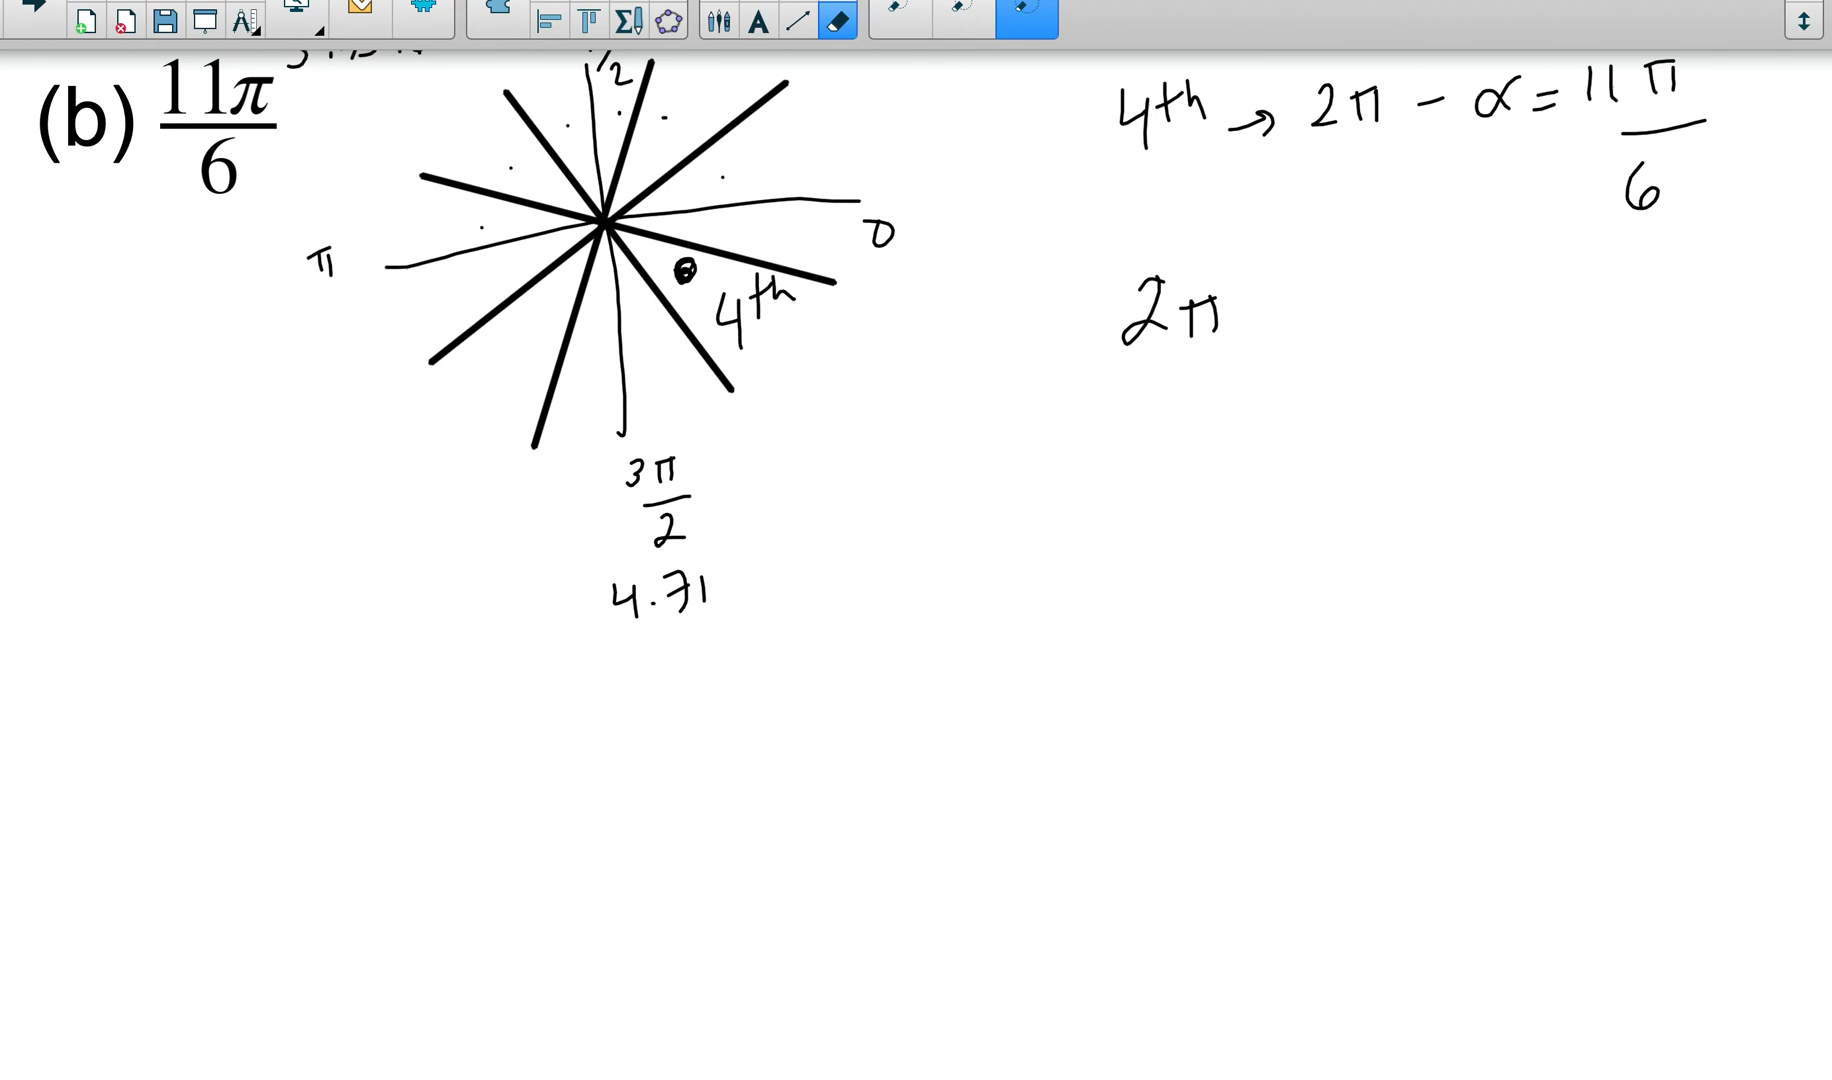 (b) 11π/6
π/2
4th → 2π - α = 11π/6
0
π
4th
2π
3π/2
4.71